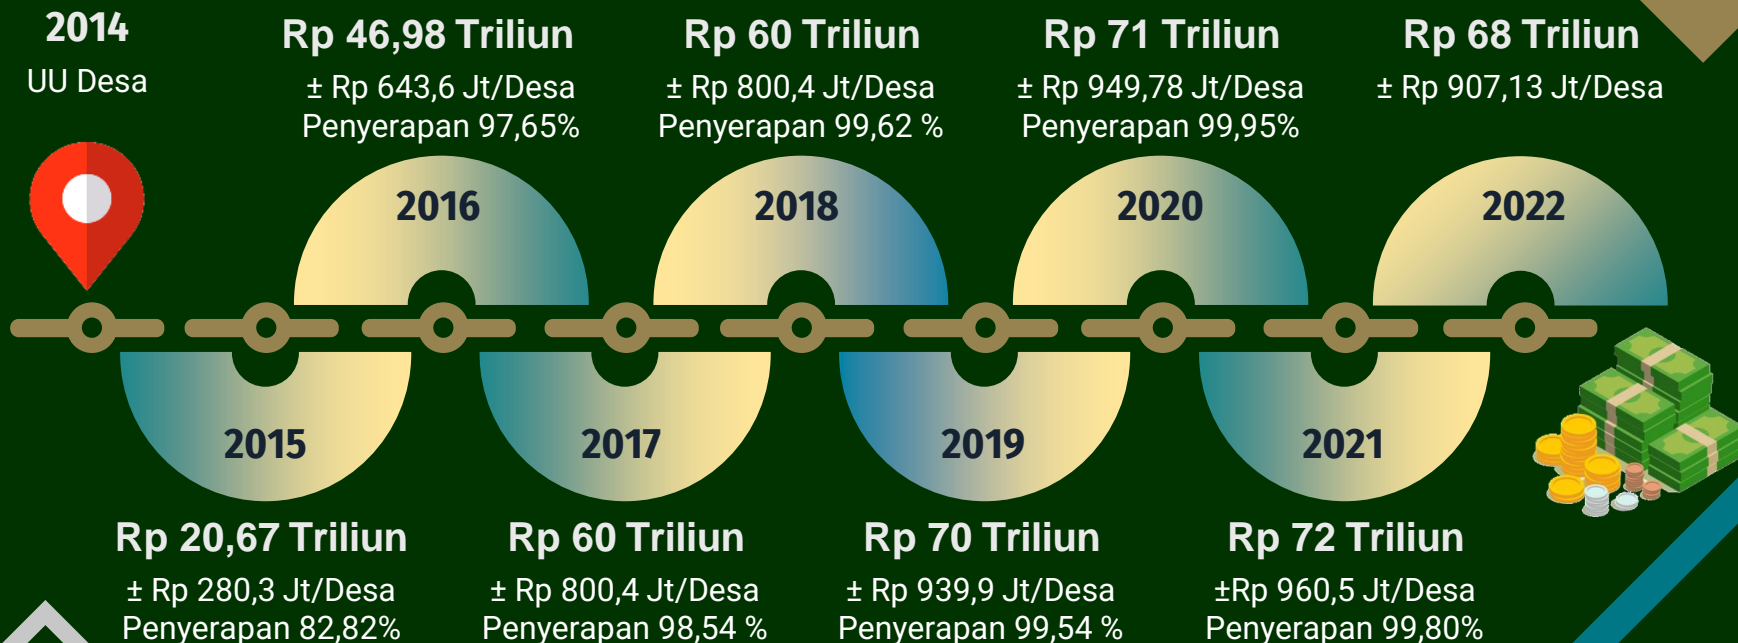 2014
UU Desa
Rp 46,98 Triliun
± Rp 643,6 Jt/Desa
Penyerapan 97,65%
2016
Rp 60 Triliun
± Rp 800,4 Jt/Desa
Penyerapan 99,62 %
2018
Rp 71 Triliun
± Rp 949,78 Jt/Desa
Penyerapan 99,95%
2020
Rp 68 Triliun
± Rp 907,13 Jt/Desa
2022
2015
Rp 20,67 Triliun
± Rp 280,3 Jt/Desa
Penyerapan 82,82%
2017
Rp 60 Triliun
± Rp 800,4 Jt/Desa
Penyerapan 98,54 %
2019
Rp 70 Triliun
± Rp 939,9 Jt/Desa
Penyerapan 99,54 %
2021
Rp 72 Triliun
±Rp 960,5 Jt/Desa
Penyerapan 99,80%